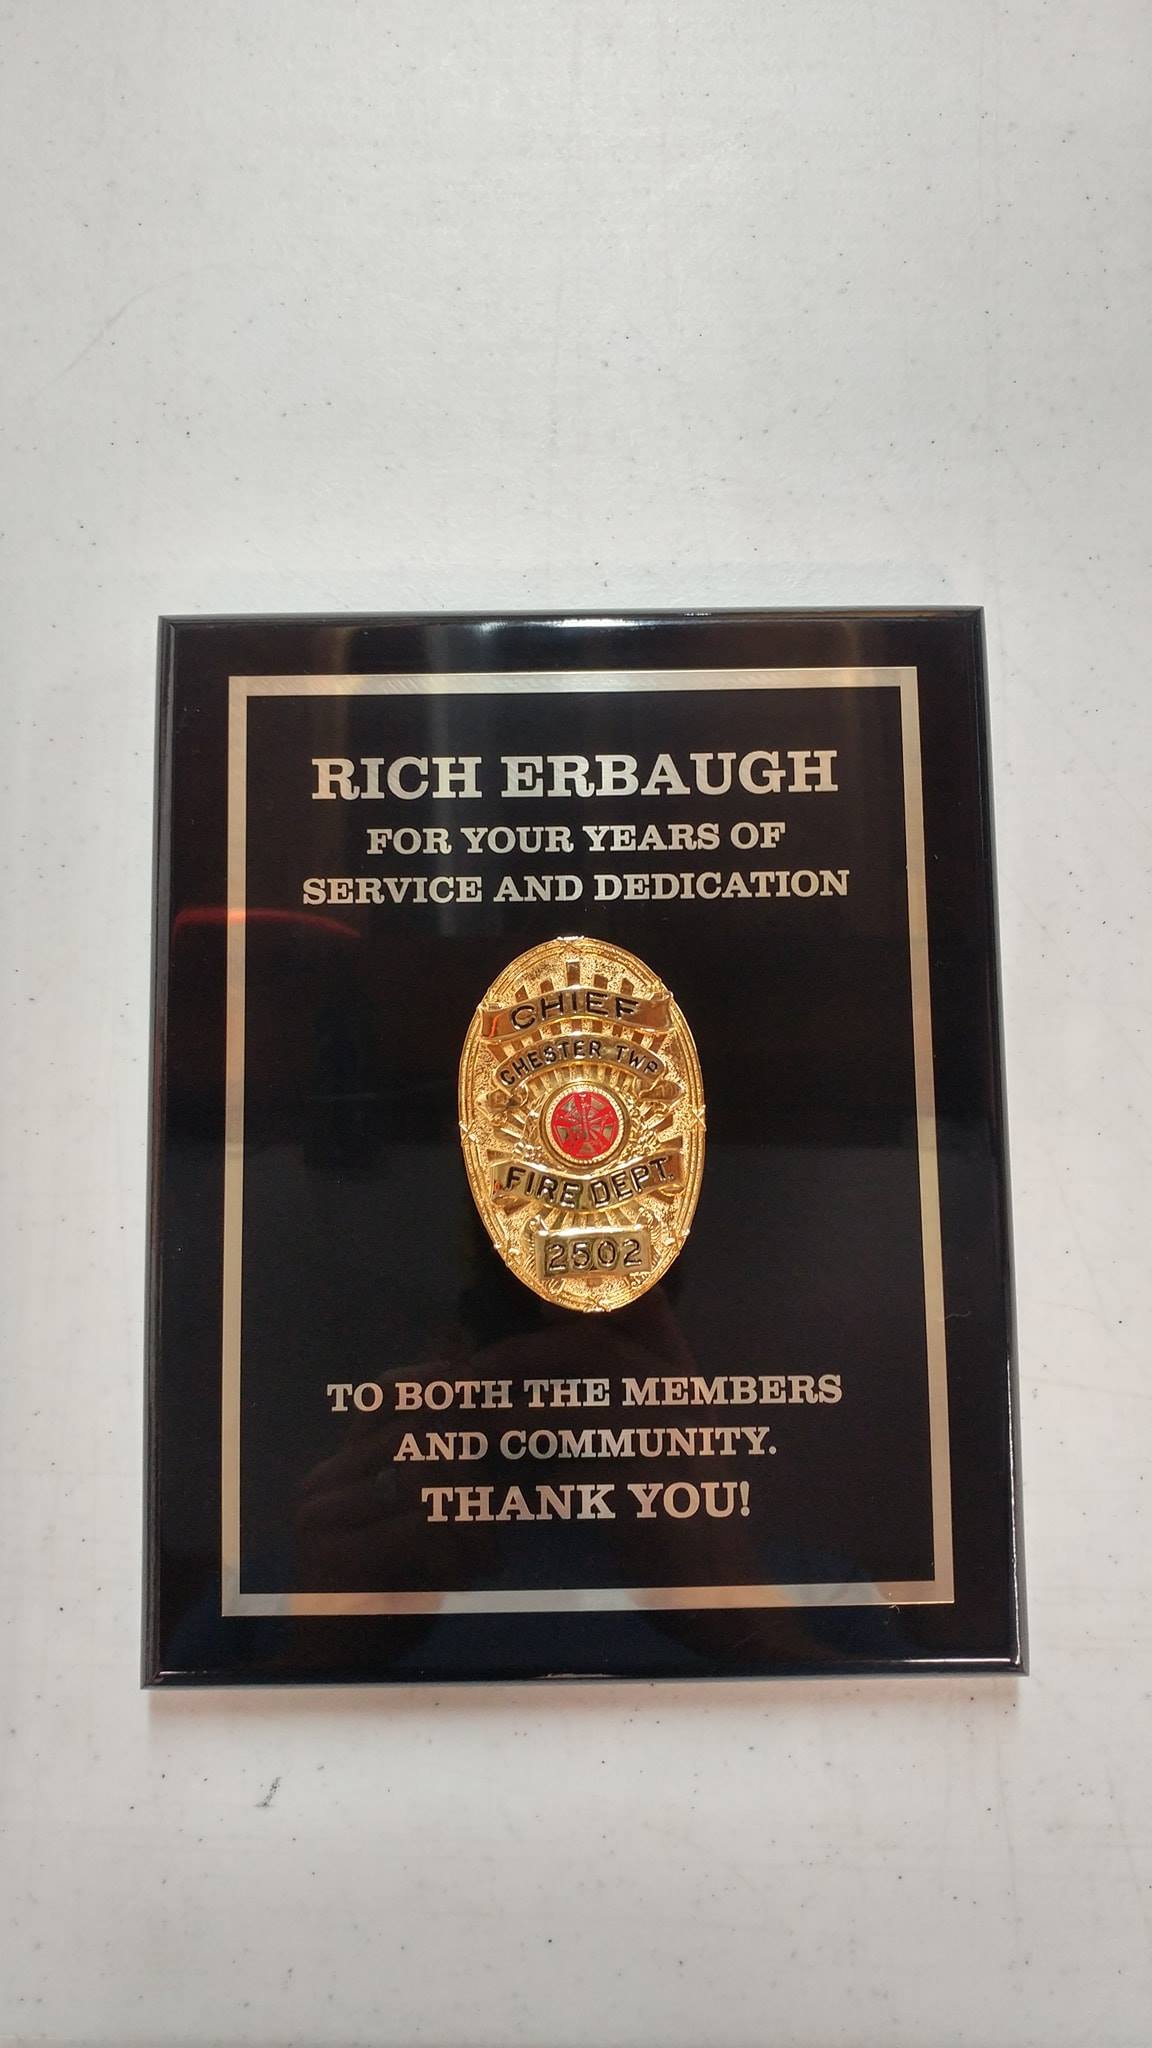 RICH ERBAUGH
FOR YOUR YEARS OF
SERVICE AND DEDICATION
CHIEF
CHESTER TWP
FIRE DEPT.
2502
TO BOTH THE MEMBERS
AND COMMUNITY.
THANK YOU!